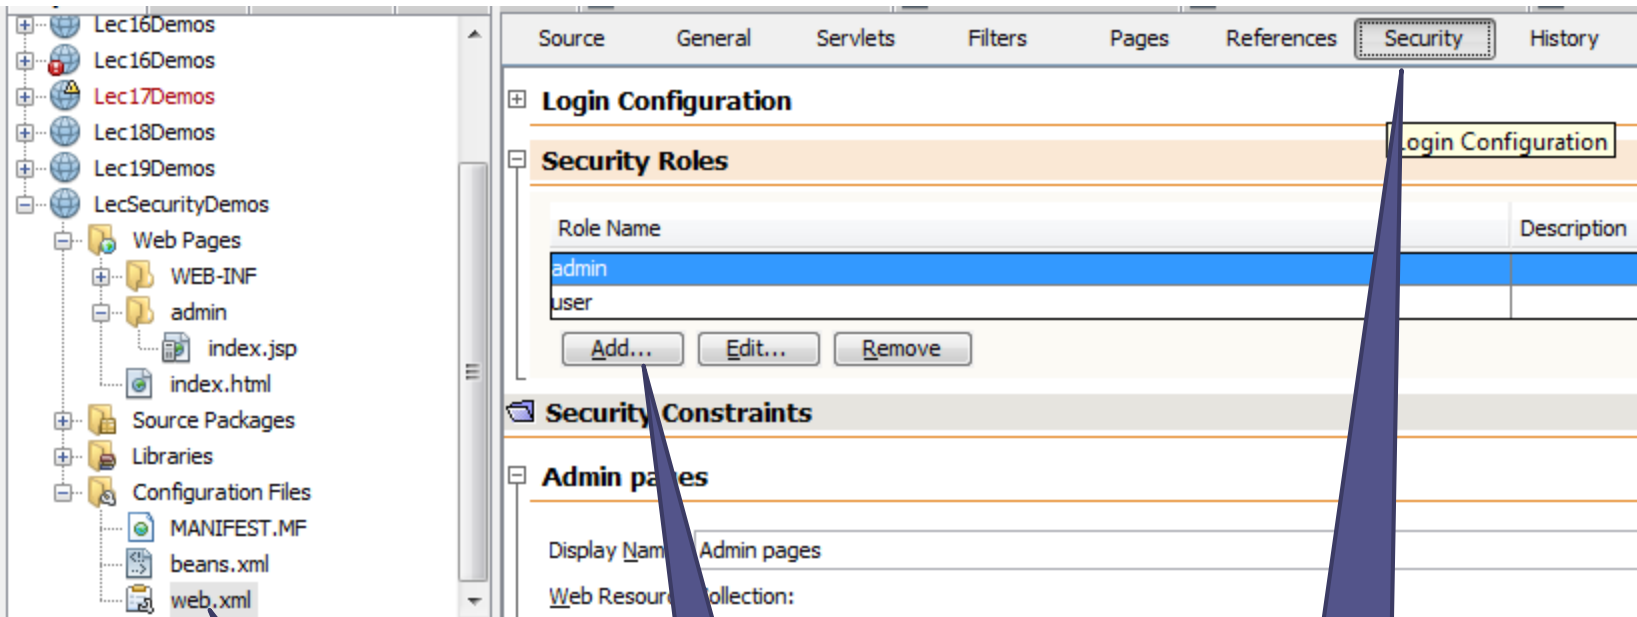 Lec16Demos
Lec16Demos
Lec17Demos
Lec18Demos
Lec19Demos
LecSecurityDemos
Web Pages
WEB-INF
admin
index.jsp
index.html
Source Packages
Libraries
Configuration Files
MANIFEST.MF
beans.xml
web.xml
Source General Servlets Filters Pages References Security History
Login Configuration
Login Configuration
Security Roles
Role Name Description
admin
user
Add... Edit... Remove
Security Constraints
Admin pages
Display Name Admin pages
Web Resource Collection: